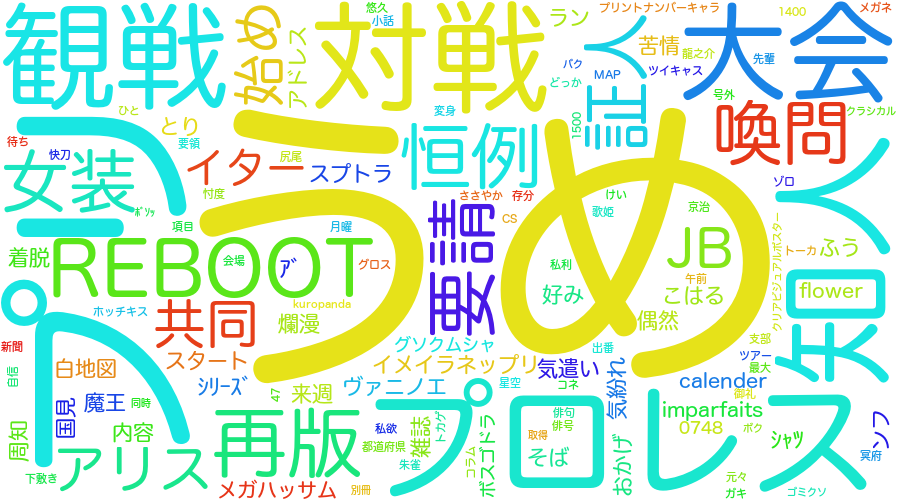 観戦
始め
アドレス
悠久
小話
対戦
ラン
プリントナンバーキャラ
1400
メガネ
大会
証人
苦情
龍之介
先輩
バク
MAP
ツイキャス
どっか
号外
クラシカル
ひと
とり
変身
1500
喚問
待ち
快刀
要領
恒例
女装
イター
尻尾
スプトラ
ささやか
存分
けい
ゾロ
忖度
ﾎﾞｿｯ
項目
月曜
CS
歌姫
京治
知人
うめ
要請
JB
トーカ
ふう
クリアビジュアルポスター
着脱
REBOOT
会場
ｱﾞ
グロス
私利
午前
flower
ホッチキス
共同
kuropanda
爛漫
好み
こはる
偶然
新聞
自信
スタート
グソクムシャ
出番
支部
ツアー
白地図
ｼﾘｰｽﾞ
47
来週
ヴァニノエ
イメイラネップリ
気遣い
コネ
最大
星空
calender
国見
魔王
同時
私欲
雑誌
トカゲ
ボスゴドラ
俳句
俳号
気紛れ
imparfaits
御礼
ソフ
周知
内容
再版
都道府県
コラム
取得
0748
ボク
ｼｬﾂ
下敷き
アリス
朱雀
プロレス
そば
おかげ
元々
ガキ
冥府
ゴミクソ
メガハッサム
別冊
ラブ